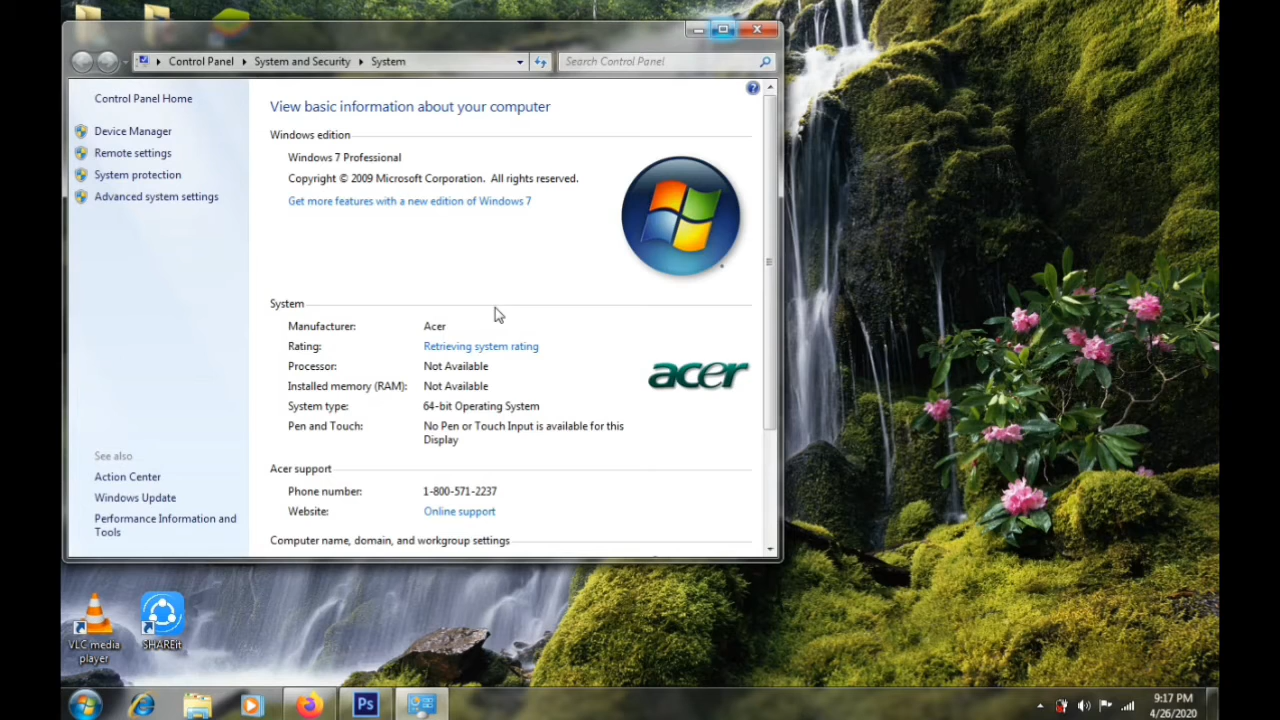 Control Panel ▸ System and Security ▸ System
Search Control Panel
Control Panel Home
Device Manager
Remote settings
System protection
Advanced system settings
See also
Action Center
Windows Update
Performance Information and
Tools
View basic information about your computer
Windows edition
Windows 7 Professional
Copyright © 2009 Microsoft Corporation. All rights reserved.
Get more features with a new edition of Windows 7
System
Manufacturer: Acer
Rating: Retrieving system rating
Processor: Not Available
Installed memory (RAM): Not Available
System type: 64-bit Operating System
Pen and Touch: No Pen or Touch Input is available for this
Display
acer
Acer support
Phone number: 1-800-571-2237
Website: Online support
Computer name, domain, and workgroup settings
VLC media
player
SHAREit
Ps
9:17 PM
4/26/2020